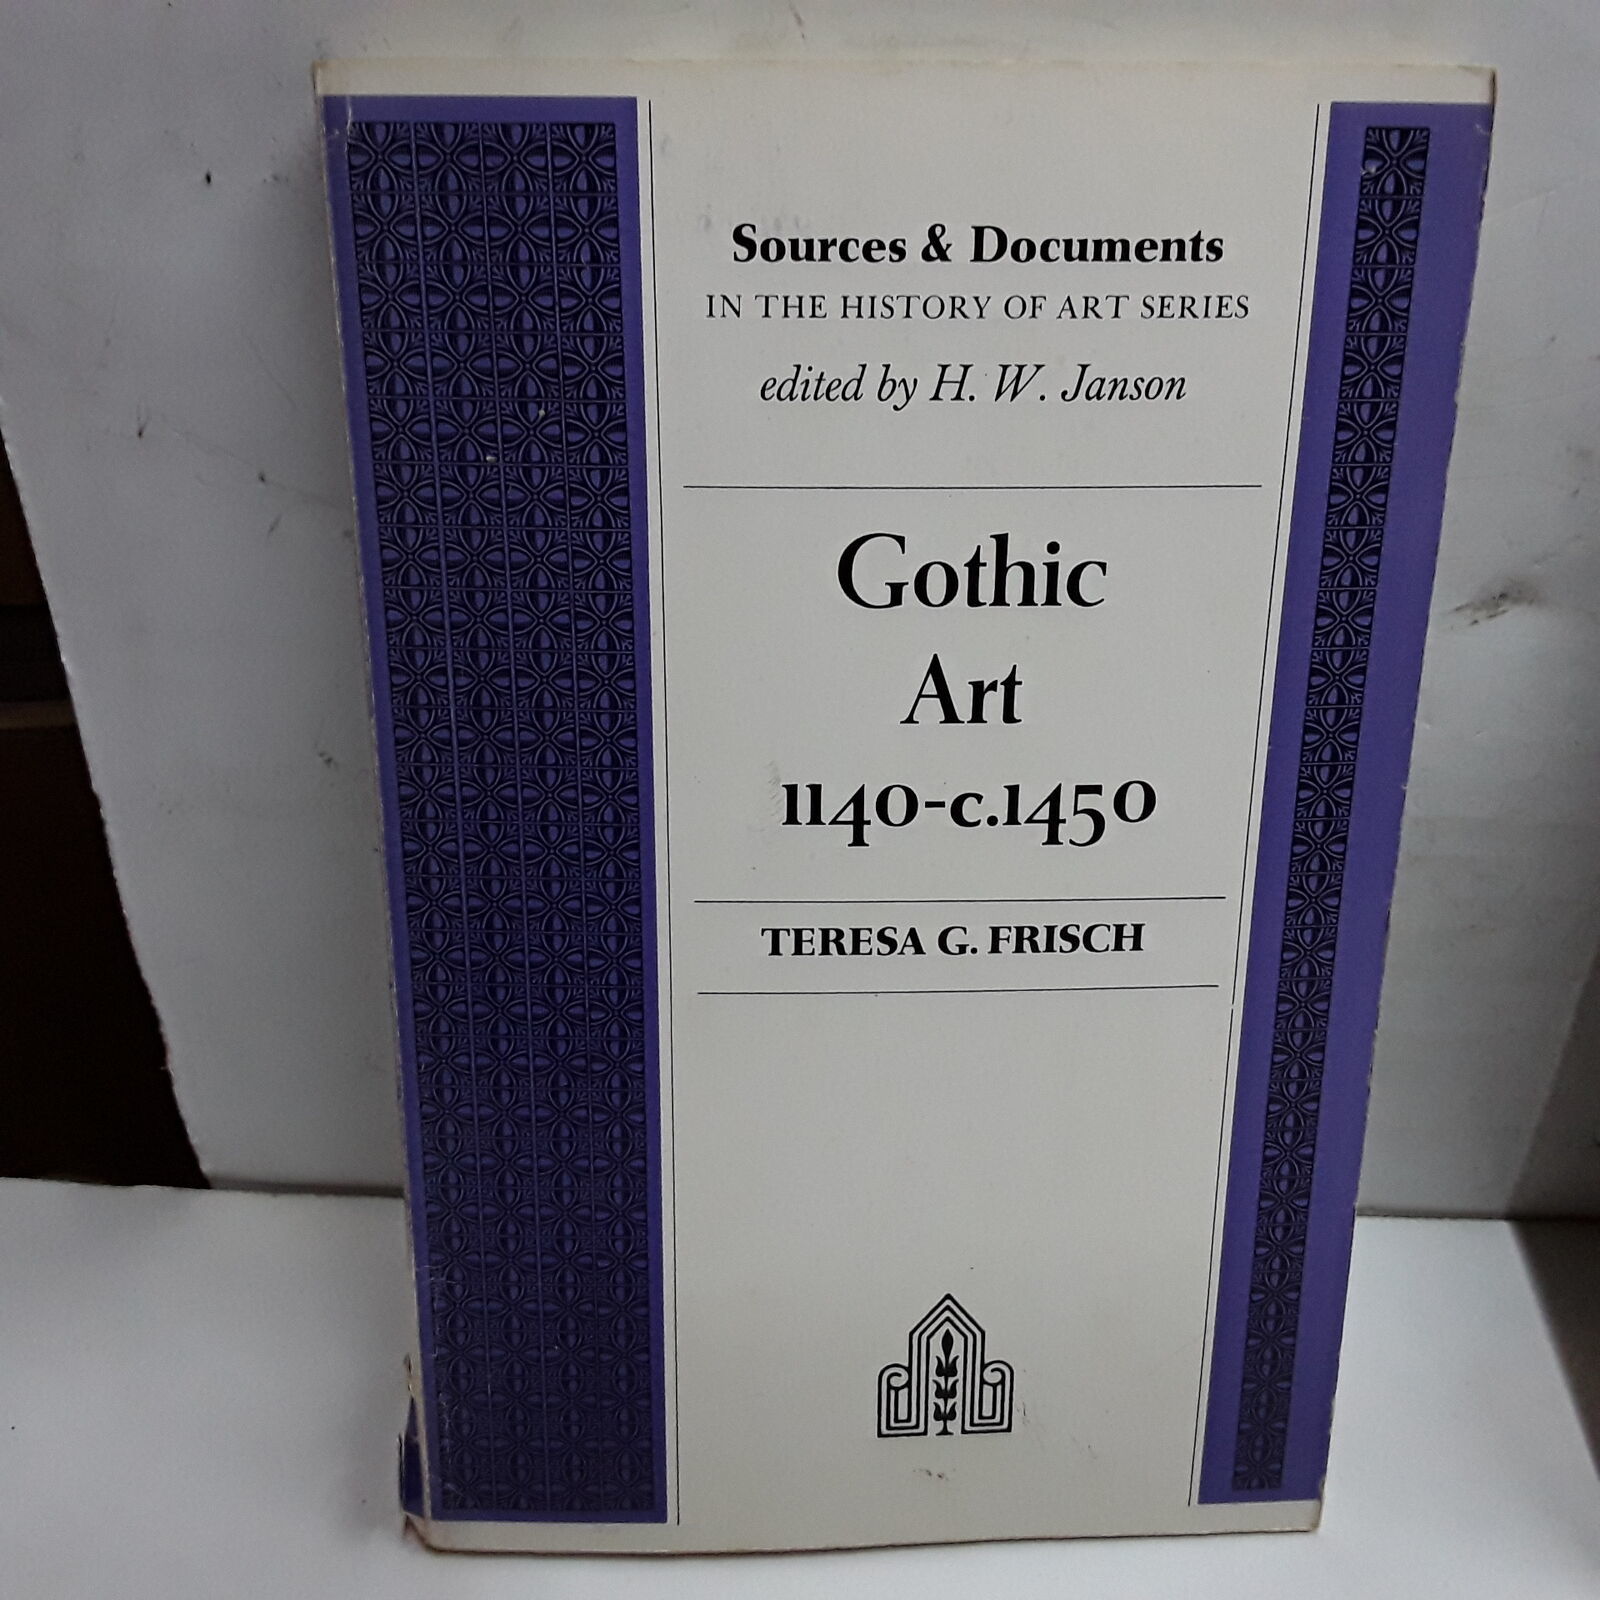 Sources & Documents
IN THE HISTORY OF ART SERIES
edited by H. W. Janson
Gothic
Art
1140-c.1450
TERESA G. FRISCH